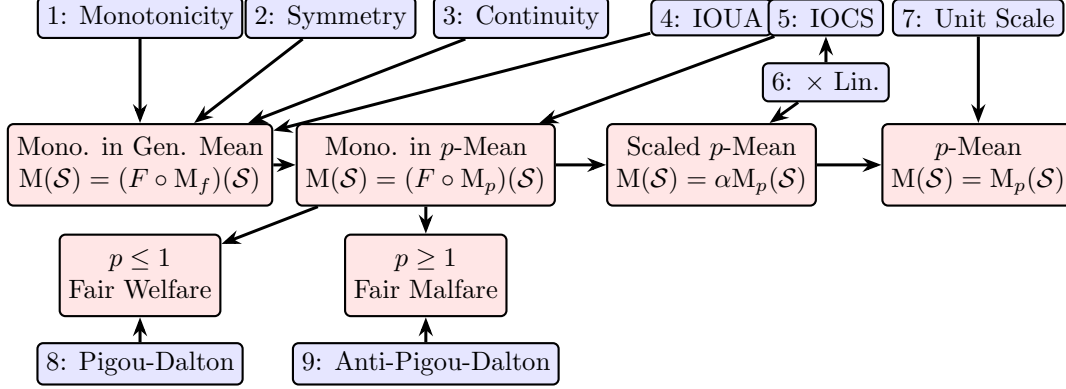 1: Monotonicity
2: Symmetry
3: Continuity
4: IOUA
5: IOCS
7: Unit Scale
6: × Lin.
Mono. in Gen. Mean
M(𝒮) = (F ∘ M_f)(𝒮)
Mono. in p-Mean
M(𝒮) = (F ∘ M_p)(𝒮)
Scaled p-Mean
M(𝒮) = αM_p(𝒮)
p-Mean
M(𝒮) = M_p(𝒮)
p ≤ 1
Fair Welfare
p ≥ 1
Fair Malfare
8: Pigou-Dalton
9: Anti-Pigou-Dalton